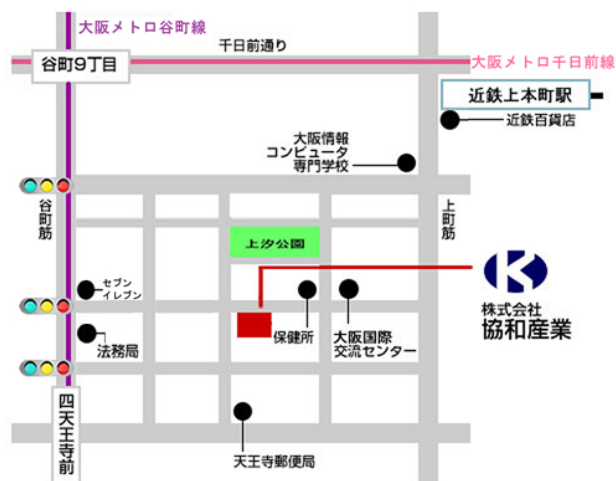 大阪メトロ谷町線
千日前通り
谷町9丁目
大阪メトロ千日前線
近鉄上本町駅
近鉄百貨店
大阪情報
コンピュータ
専門学校
谷町筋
上町筋
上汐公園
セブン
イレブン
K
株式会社
協和産業
法務局
保健所
大阪国際
交流センター
四天王寺前
天王寺郵便局